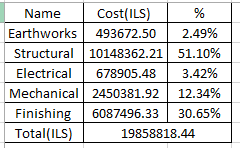 Name Cost(ILS) %
Earthworks 493672.50 2.49%
Structural 10148362.21 51.10%
Electrical 678905.48 3.42%
Mechanical 2450381.92 12.34%
Finishing 6087496.33 30.65%
Total(ILS) 19858818.44